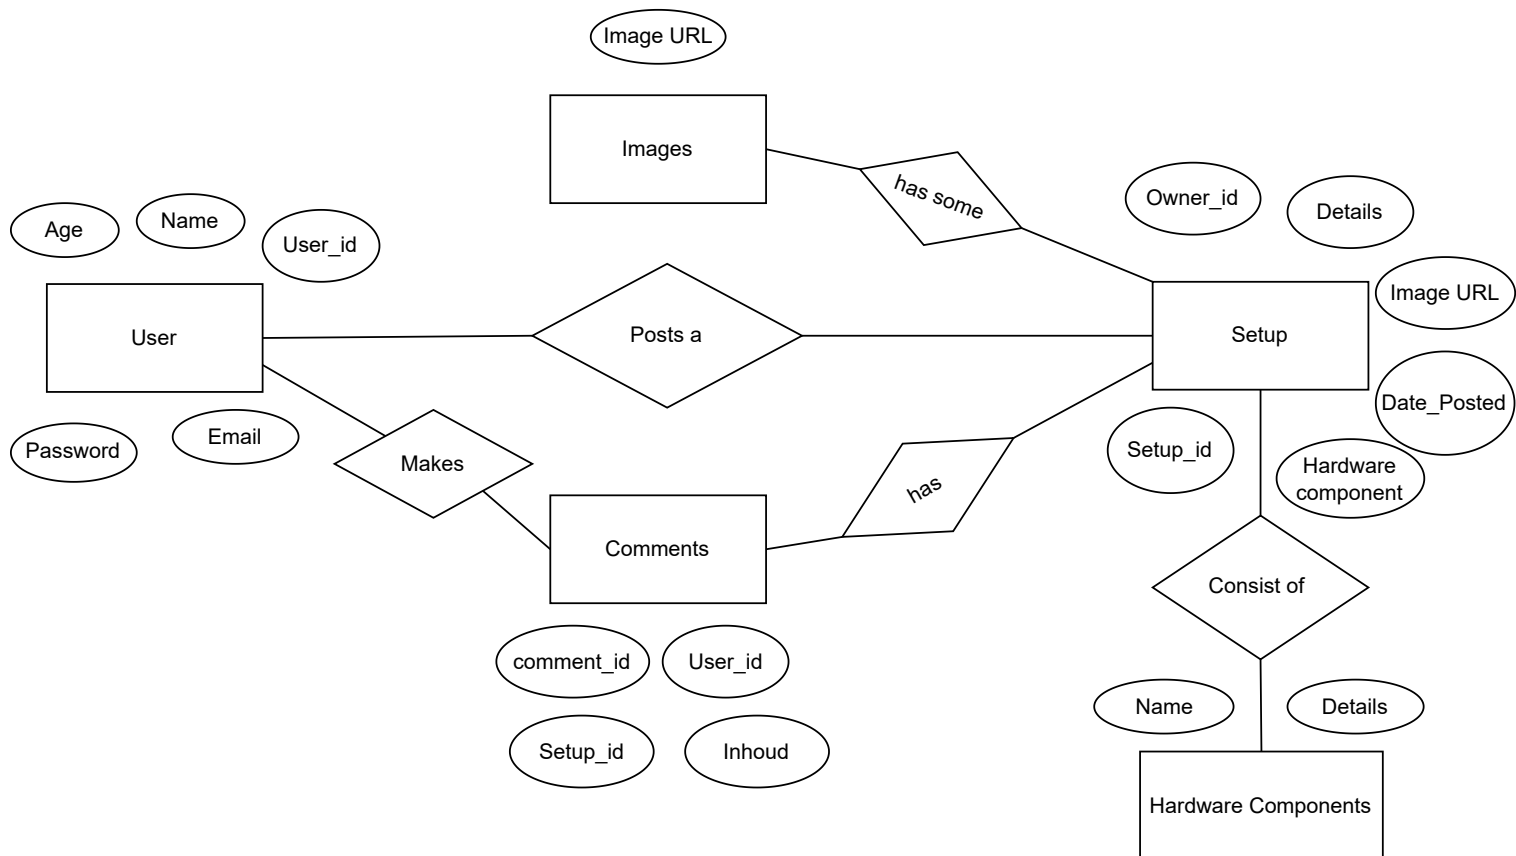 Image URL
Images
has some
Owner_id
Details
Age
Name
User_id
Image URL
User
Posts a
Setup
Date_Posted
Password
Email
Makes
Setup_id
Hardware
component
has
Comments
Consist of
comment_id
User_id
Name
Details
Setup_id
Inhoud
Hardware Components